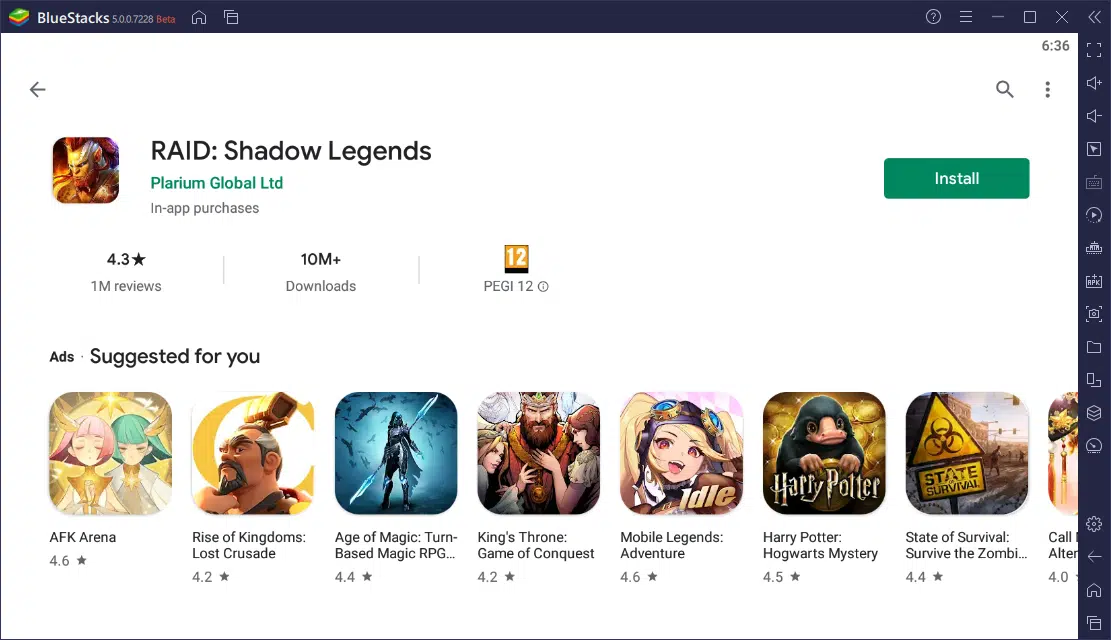 BlueStacks 5.0.0.7228 Beta
6:36
RAID: Shadow Legends
Plarium Global Ltd
In-app purchases
Install
4.3★
1M reviews
10M+
Downloads
12
PEGI 12
Ads · Suggested for you
Idle
Harry Potter
STATE OF SURVIVAL
AFK Arena
4.6 ★
Rise of Kingdoms:
Lost Crusade
4.2 ★
Age of Magic: Turn-
Based Magic RPG...
4.4 ★
King's Throne:
Game of Conquest
4.2 ★
Mobile Legends:
Adventure
4.6 ★
Harry Potter:
Hogwarts Mystery
4.5 ★
State of Survival:
Survive the Zombi...
4.4 ★
Call
Alter
4.0